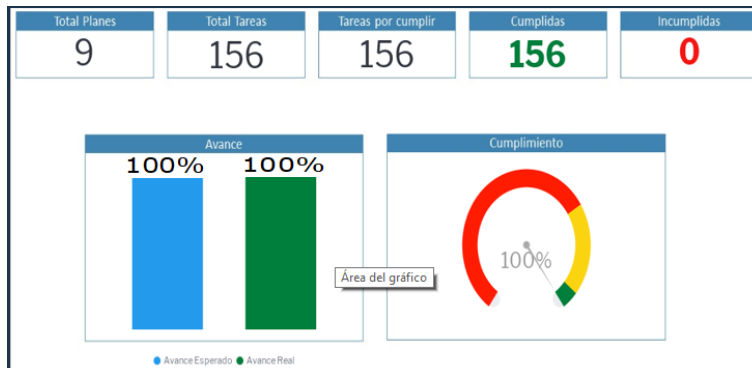 Total Planes
9
Total Tareas
156
Tareas por cumplir
156
Cumplidas
156
Incumplidas
0
Avance
100%
100%
Avance Esperado
Avance Real
Cumplimiento
100%
Área del gráfico